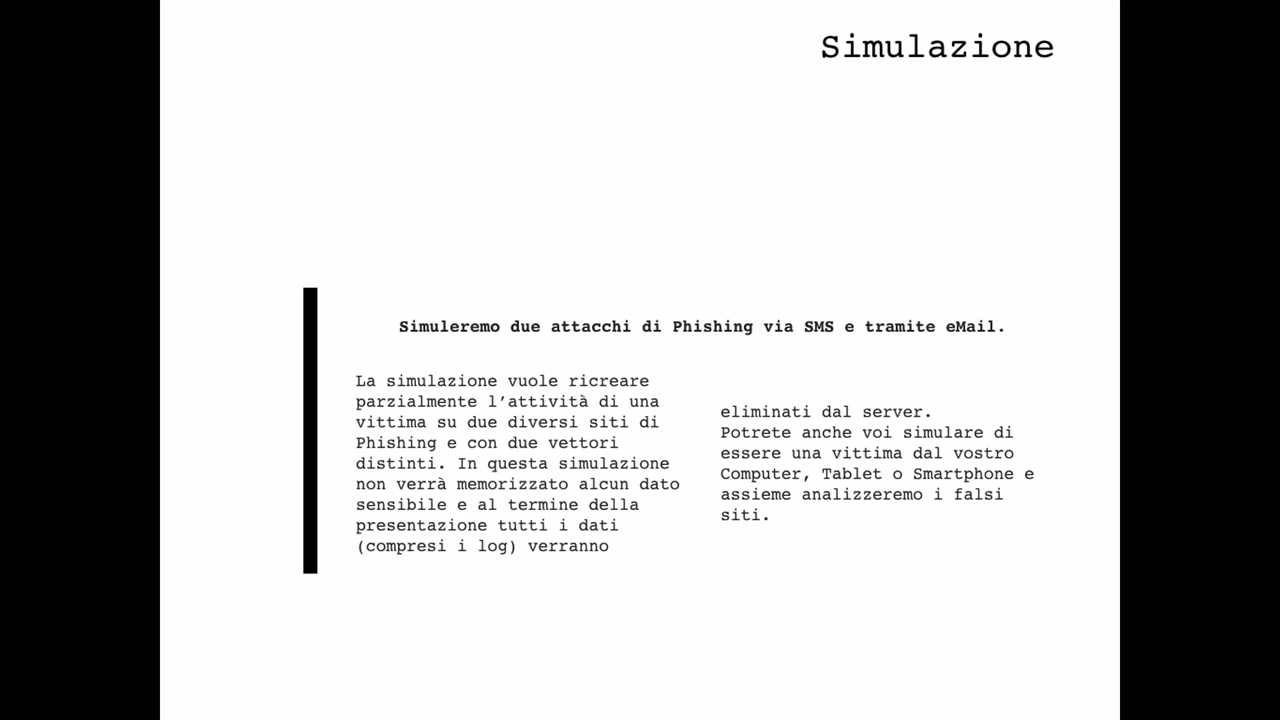 Simulazione
Simuleremo due attacchi di Phishing via SMS e tramite eMail.
La simulazione vuole ricreare
parzialmente l’attività di una
vittima su due diversi siti di
Phishing e con due vettori
distinti. In questa simulazione
non verrà memorizzato alcun dato
sensibile e al termine della
presentazione tutti i dati
(compresi i log) verranno
eliminati dal server.
Potrete anche voi simulare di
essere una vittima dal vostro
Computer, Tablet o Smartphone e
assieme analizzeremo i falsi
siti.